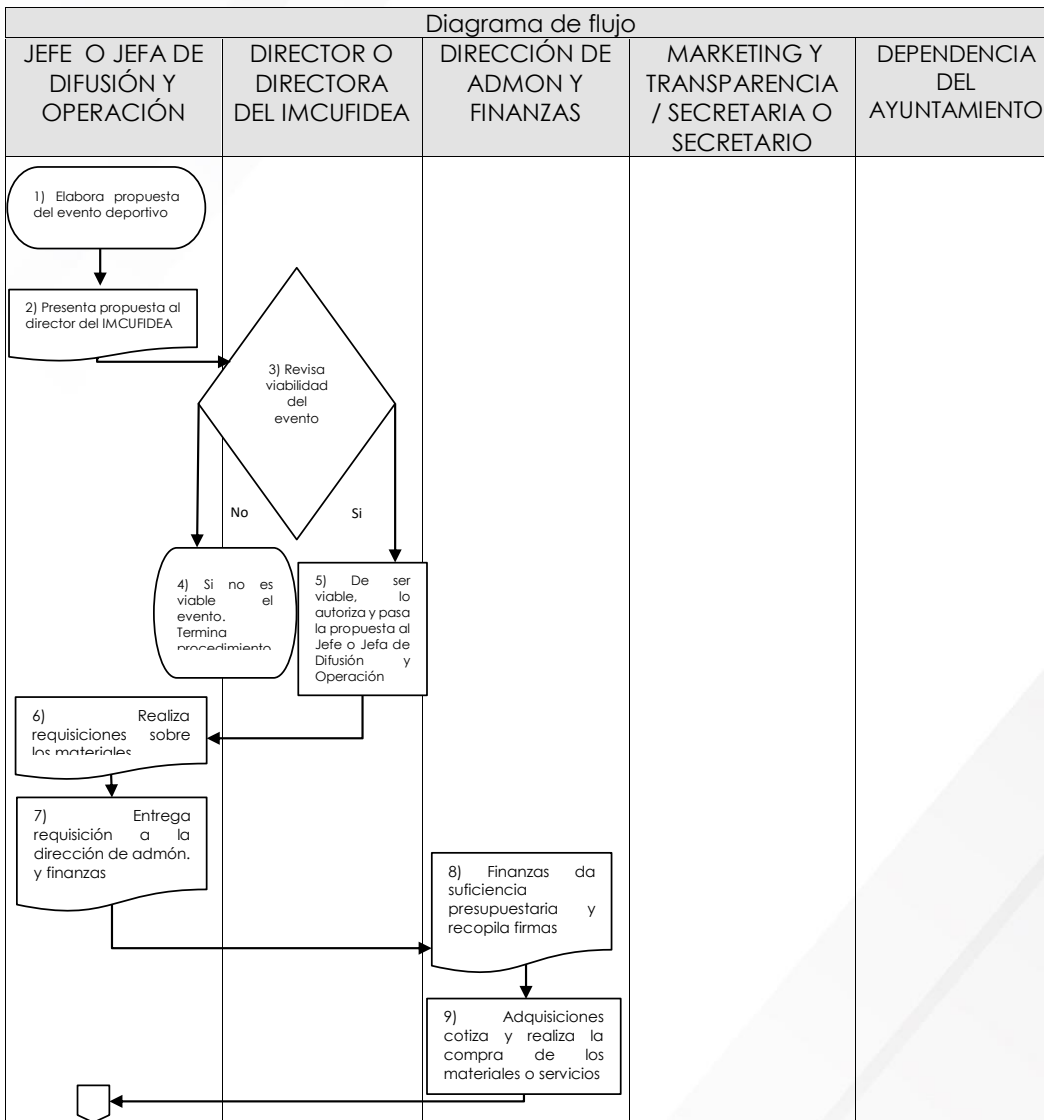 Diagrama de flujo
JEFE O JEFA DE
DIFUSIÓN Y
OPERACIÓN
DIRECTOR O
DIRECTORA
DEL IMCUFIDEA
DIRECCIÓN DE
ADMON Y
FINANZAS
MARKETING Y
TRANSPARENCIA
/ SECRETARIA O
SECRETARIO
DEPENDENCIA
DEL
AYUNTAMIENTO
1) Elabora propuesta
del evento deportivo
2) Presenta propuesta al
director del IMCUFIDEA
3) Revisa
viabilidad
del
evento
No
Si
4) Si no es
viable el
evento.
Termina
procedimiento
5) De ser
viable, lo
autoriza y pasa
la propuesta al
Jefe o Jefa de
Difusión y
Operación
6) Realiza
requisiciones sobre
los materiales
7) Entrega
requisición a la
dirección de admón.
y finanzas
8) Finanzas da
suficiencia
presupuestaria y
recopila firmas
9) Adquisiciones
cotiza y realiza la
compra de los
materiales o servicios